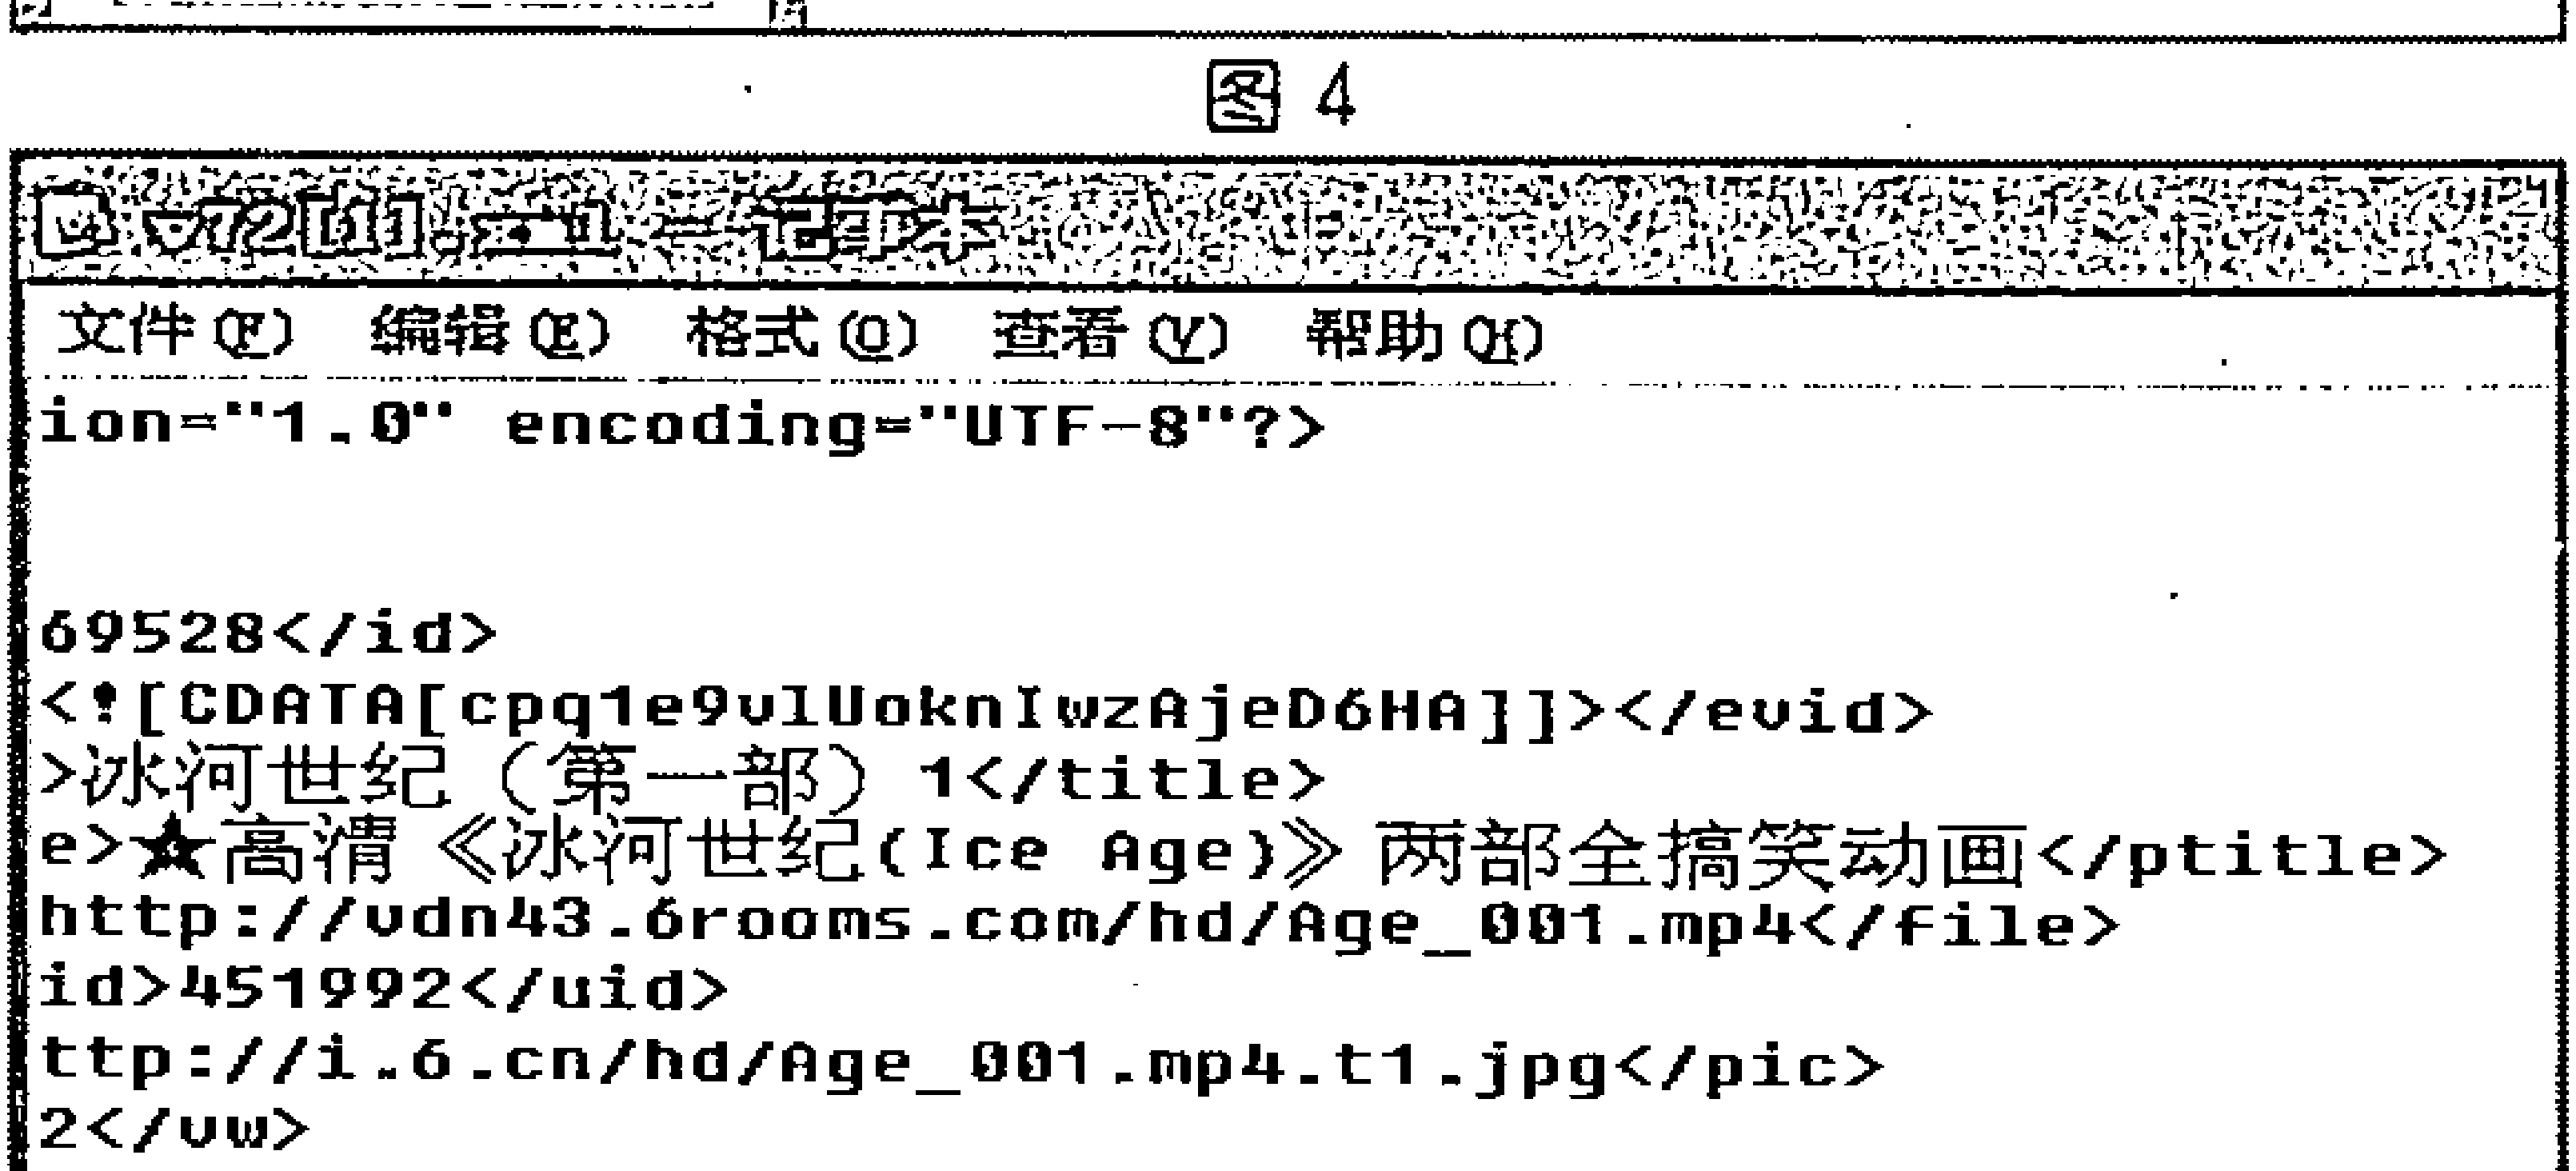 图 4
记事本
文件(F) 编辑(E) 格式(O) 查看(V) 帮助(H)
ion="1.0" encoding="UTF-8"?>
69528</id>
<![CDATA[cpq1e9vlUoknIwzAjeD6HA]]></evid>
>冰河世纪（第一部）1</title>
e>★高清《冰河世纪(Ice Age)》两部全搞笑动画</ptitle>
http://vdn43.6rooms.com/hd/Age_001.mp4</file>
id>451992</uid>
ttp://i.6.cn/hd/Age_001.mp4.t1.jpg</pic>
2</vw>